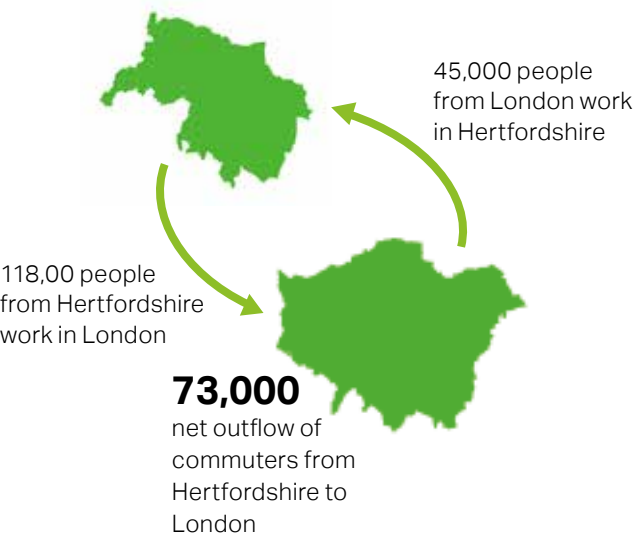 45,000 people
from London work
in Hertfordshire
118,00 people
from Hertfordshire
work in London
73,000
net outflow of
commuters from
Hertfordshire to
London